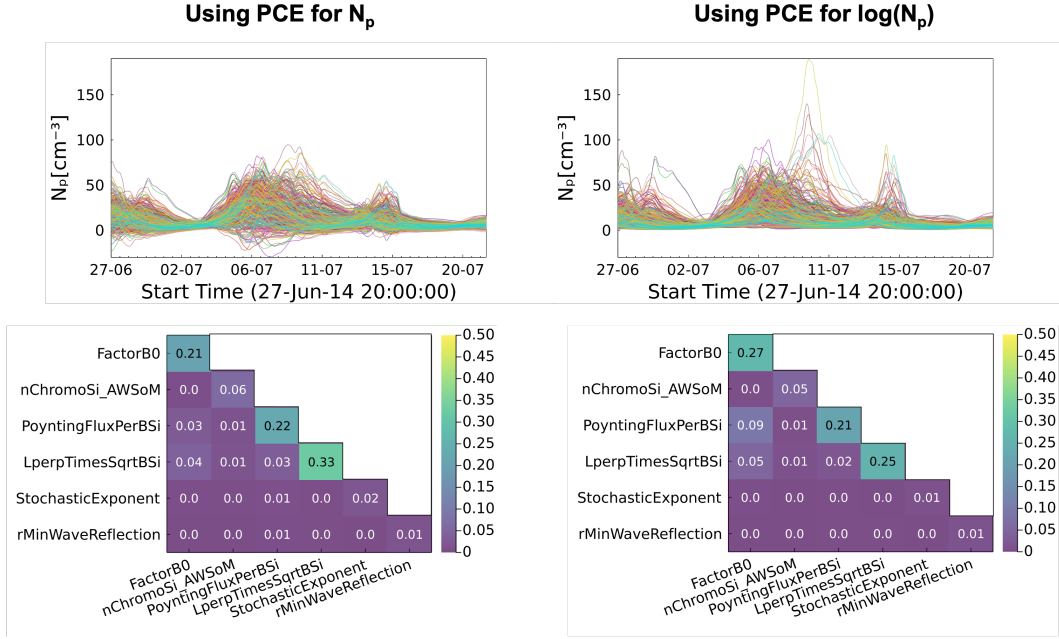 Using PCE for Nₚ
Using PCE for log(Nₚ)
Nₚ[cm⁻³]
150
100
50
0
27-06 02-07 06-07 11-07 15-07 20-07
Start Time (27-Jun-14 20:00:00)
Nₚ[cm⁻³]
150
100
50
0
27-06 02-07 06-07 11-07 15-07 20-07
Start Time (27-Jun-14 20:00:00)
FactorB0 0.21
nChromoSi_AWSoM 0.0 0.06
PoyntingFluxPerBSi 0.03 0.01 0.22
LperpTimesSqrtBSi 0.04 0.01 0.03 0.33
StochasticExponent 0.0 0.0 0.01 0.0 0.02
rMinWaveReflection 0.0 0.0 0.01 0.0 0.0 0.01
FactorB0
nChromoSi_AWSoM
PoyntingFluxPerBSi
LperpTimesSqrtBSi
StochasticExponent
rMinWaveReflection
0.50
0.45
0.40
0.35
0.30
0.25
0.20
0.15
0.10
0.05
0
FactorB0 0.27
nChromoSi_AWSoM 0.0 0.05
PoyntingFluxPerBSi 0.09 0.01 0.21
LperpTimesSqrtBSi 0.05 0.01 0.02 0.25
StochasticExponent 0.0 0.0 0.0 0.0 0.01
rMinWaveReflection 0.0 0.0 0.0 0.0 0.0 0.01
FactorB0
nChromoSi_AWSoM
PoyntingFluxPerBSi
LperpTimesSqrtBSi
StochasticExponent
rMinWaveReflection
0.50
0.45
0.40
0.35
0.30
0.25
0.20
0.15
0.10
0.05
0